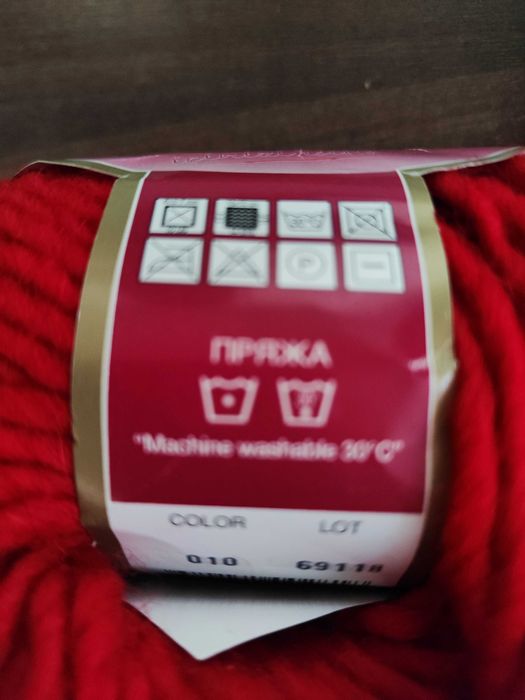 ПРЯЖА
"Machine washable 30°C"
COLOR LOT
010 69118